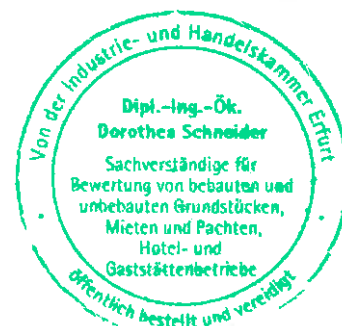 Von der Industrie- und Handelskammer Erfurt
Dipl.-Ing.-Ök.
Dorothea Schneider
Sachverständige für
Bewertung von bebauten und
unbebauten Grundstücken,
Mieten und Pachten,
Hotel- und
Gaststättenbetriebe
öffentlich bestellt und vereidigt